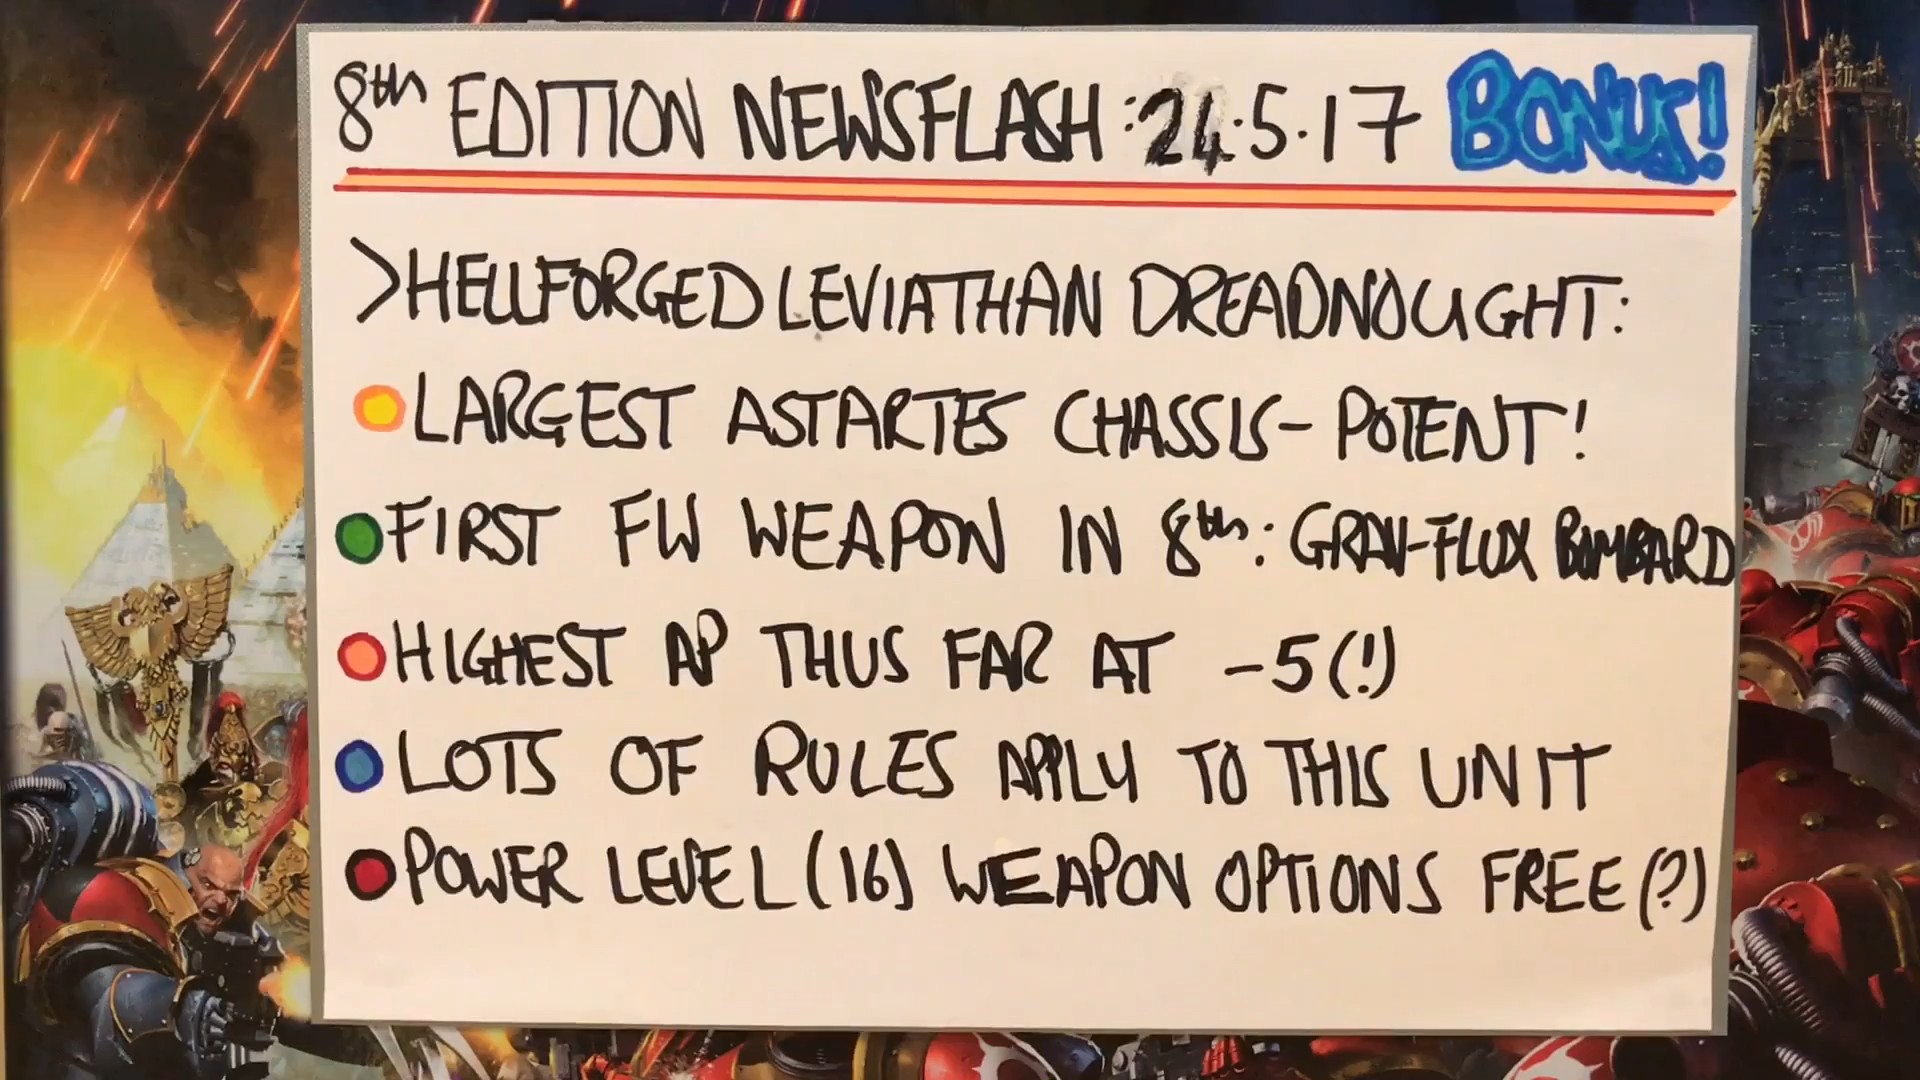 8th EDITION NEWSFLASH: 24.5.17 BONUS!
>HELLFORGED LEVIATHAN DREADNOUGHT:
LARGEST ASTARTES CHASSIS- POTENT!
FIRST FW WEAPON IN 8th: GRAV-FLUX BOMBARD
HIGHEST AP THUS FAR AT -5(!)
LOTS OF RULES APPLY TO THIS UNIT
POWER LEVEL (16) WEAPON OPTIONS FREE (?)